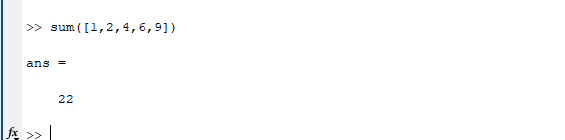 >> sum([1,2,4,6,9])
ans =
22
fx >>